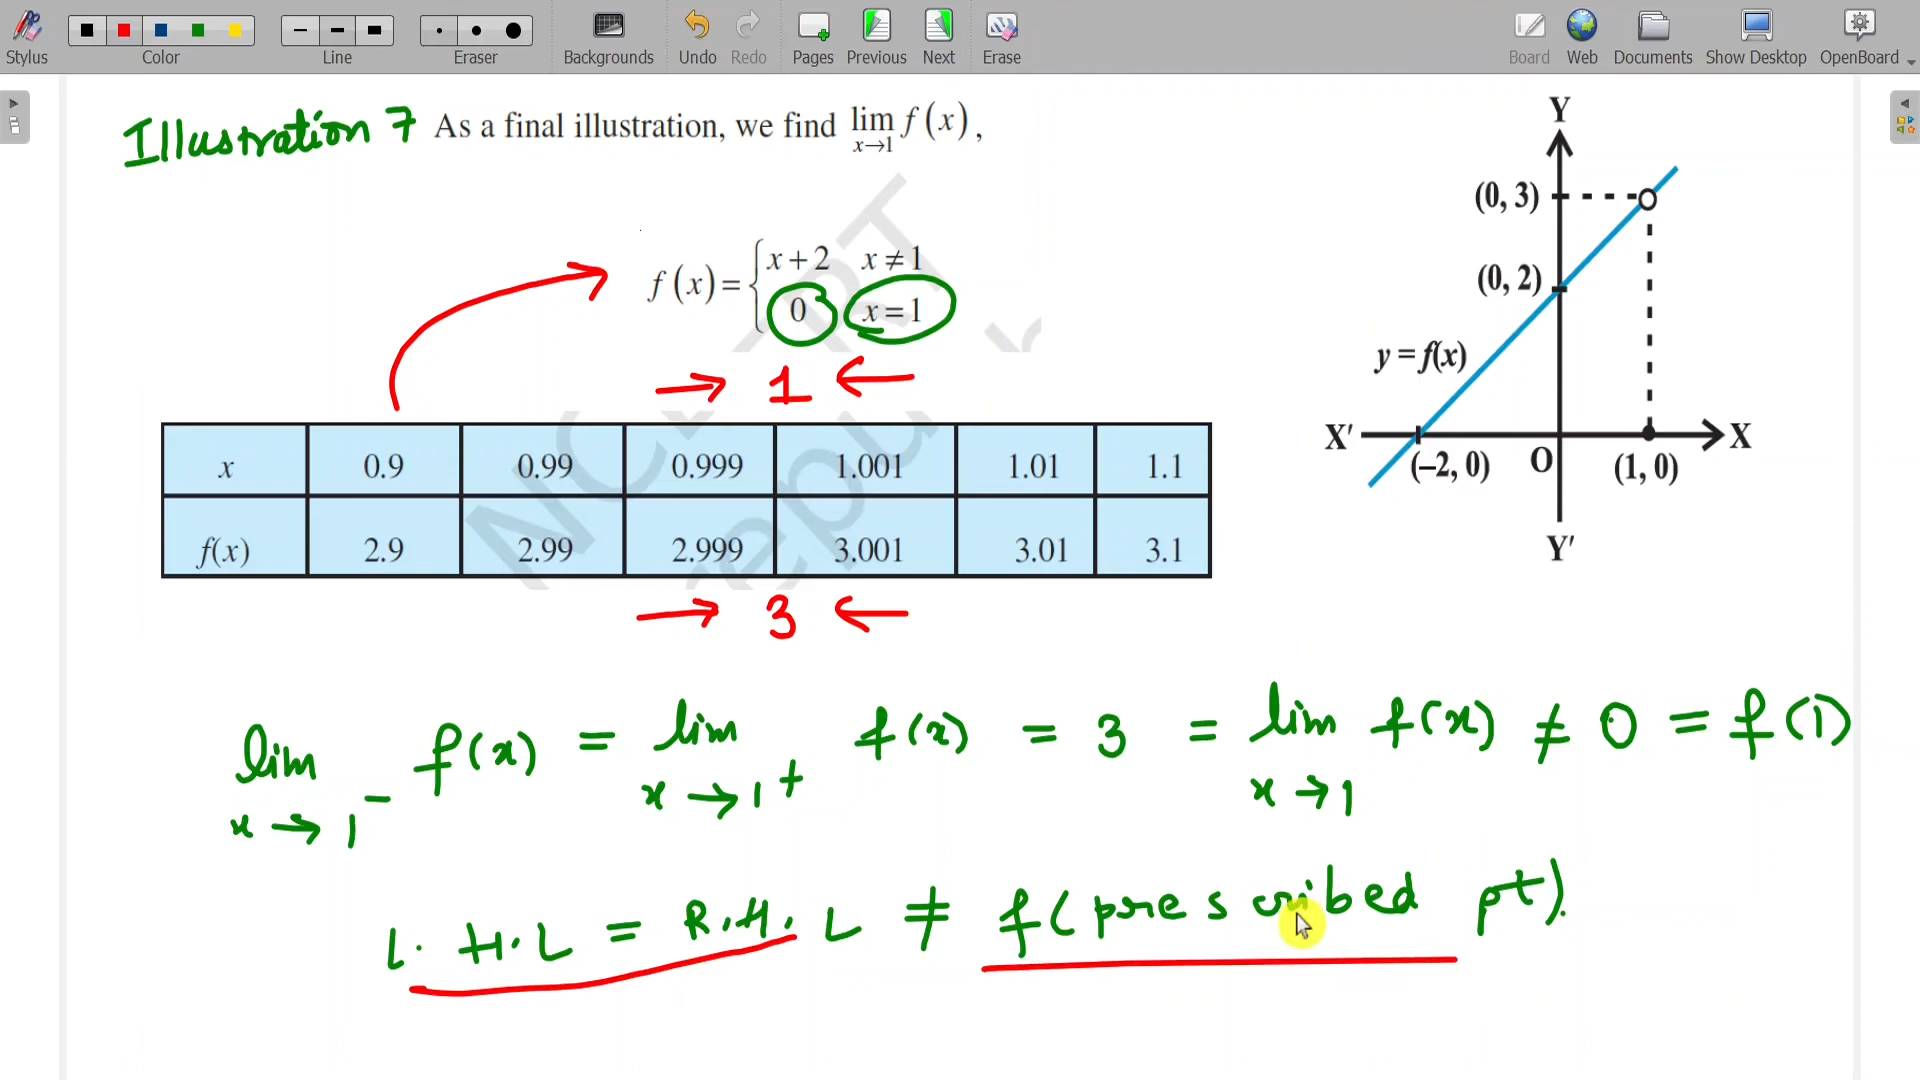 Stylus Color Line Eraser Backgrounds Undo Redo Pages Previous Next Erase Board Web Documents Show Desktop OpenBoard
Illustration 7 As a final illustration, we find lim x→1 f(x),
f(x) = { x + 2 x ≠ 1
0 x = 1
→ 1 ←
x 0.9 0.99 0.999 1.001 1.01 1.1
f(x) 2.9 2.99 2.999 3.001 3.01 3.1
→ 3 ←
Y
(0, 3)
(0, 2)
y = f(x)
X′ X
(–2, 0) O (1, 0)
Y′
lim x→1⁻ f(x) = lim x→1⁺ f(x) = 3 = lim x→1 f(x) ≠ 0 = f(1)
L.H.L = R.H.L ≠ f(prescribed pt).